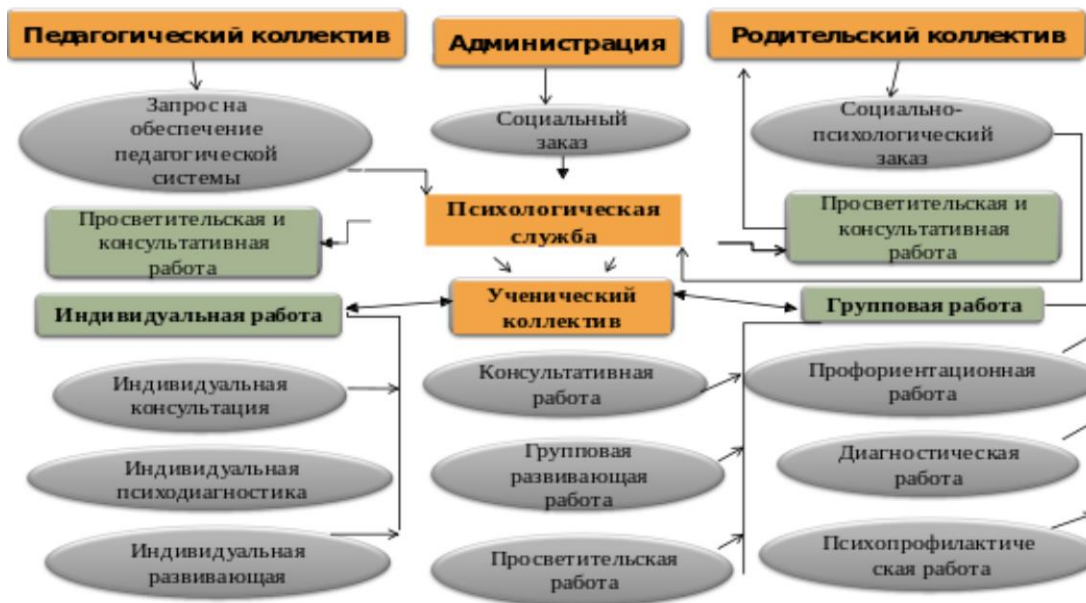 Педагогический коллектив
Администрация
Родительский коллектив
Запрос на
обеспечение
педагогической
системы
Социальный
заказ
Социально-
психологический
заказ
Просветительская и
консультативная
работа
Психологическая
служба
Просветительская и
консультативная
работа
Индивидуальная работа
Ученический
коллектив
Групповая работа
Индивидуальная
консультация
Консультативная
работа
Профориентационная
работа
Индивидуальная
психодиагностика
Групповая
развивающая
работа
Диагностическая
работа
Индивидуальная
развивающая
Просветительская
работа
Психопрофилактиче
ская работа